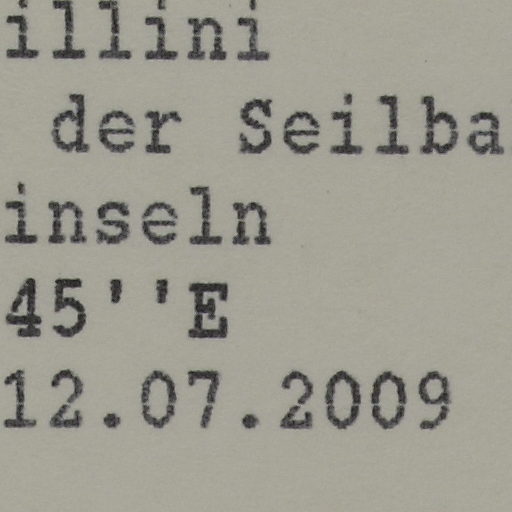 illini
der Seilba
inseln
45''E
12.07.2009